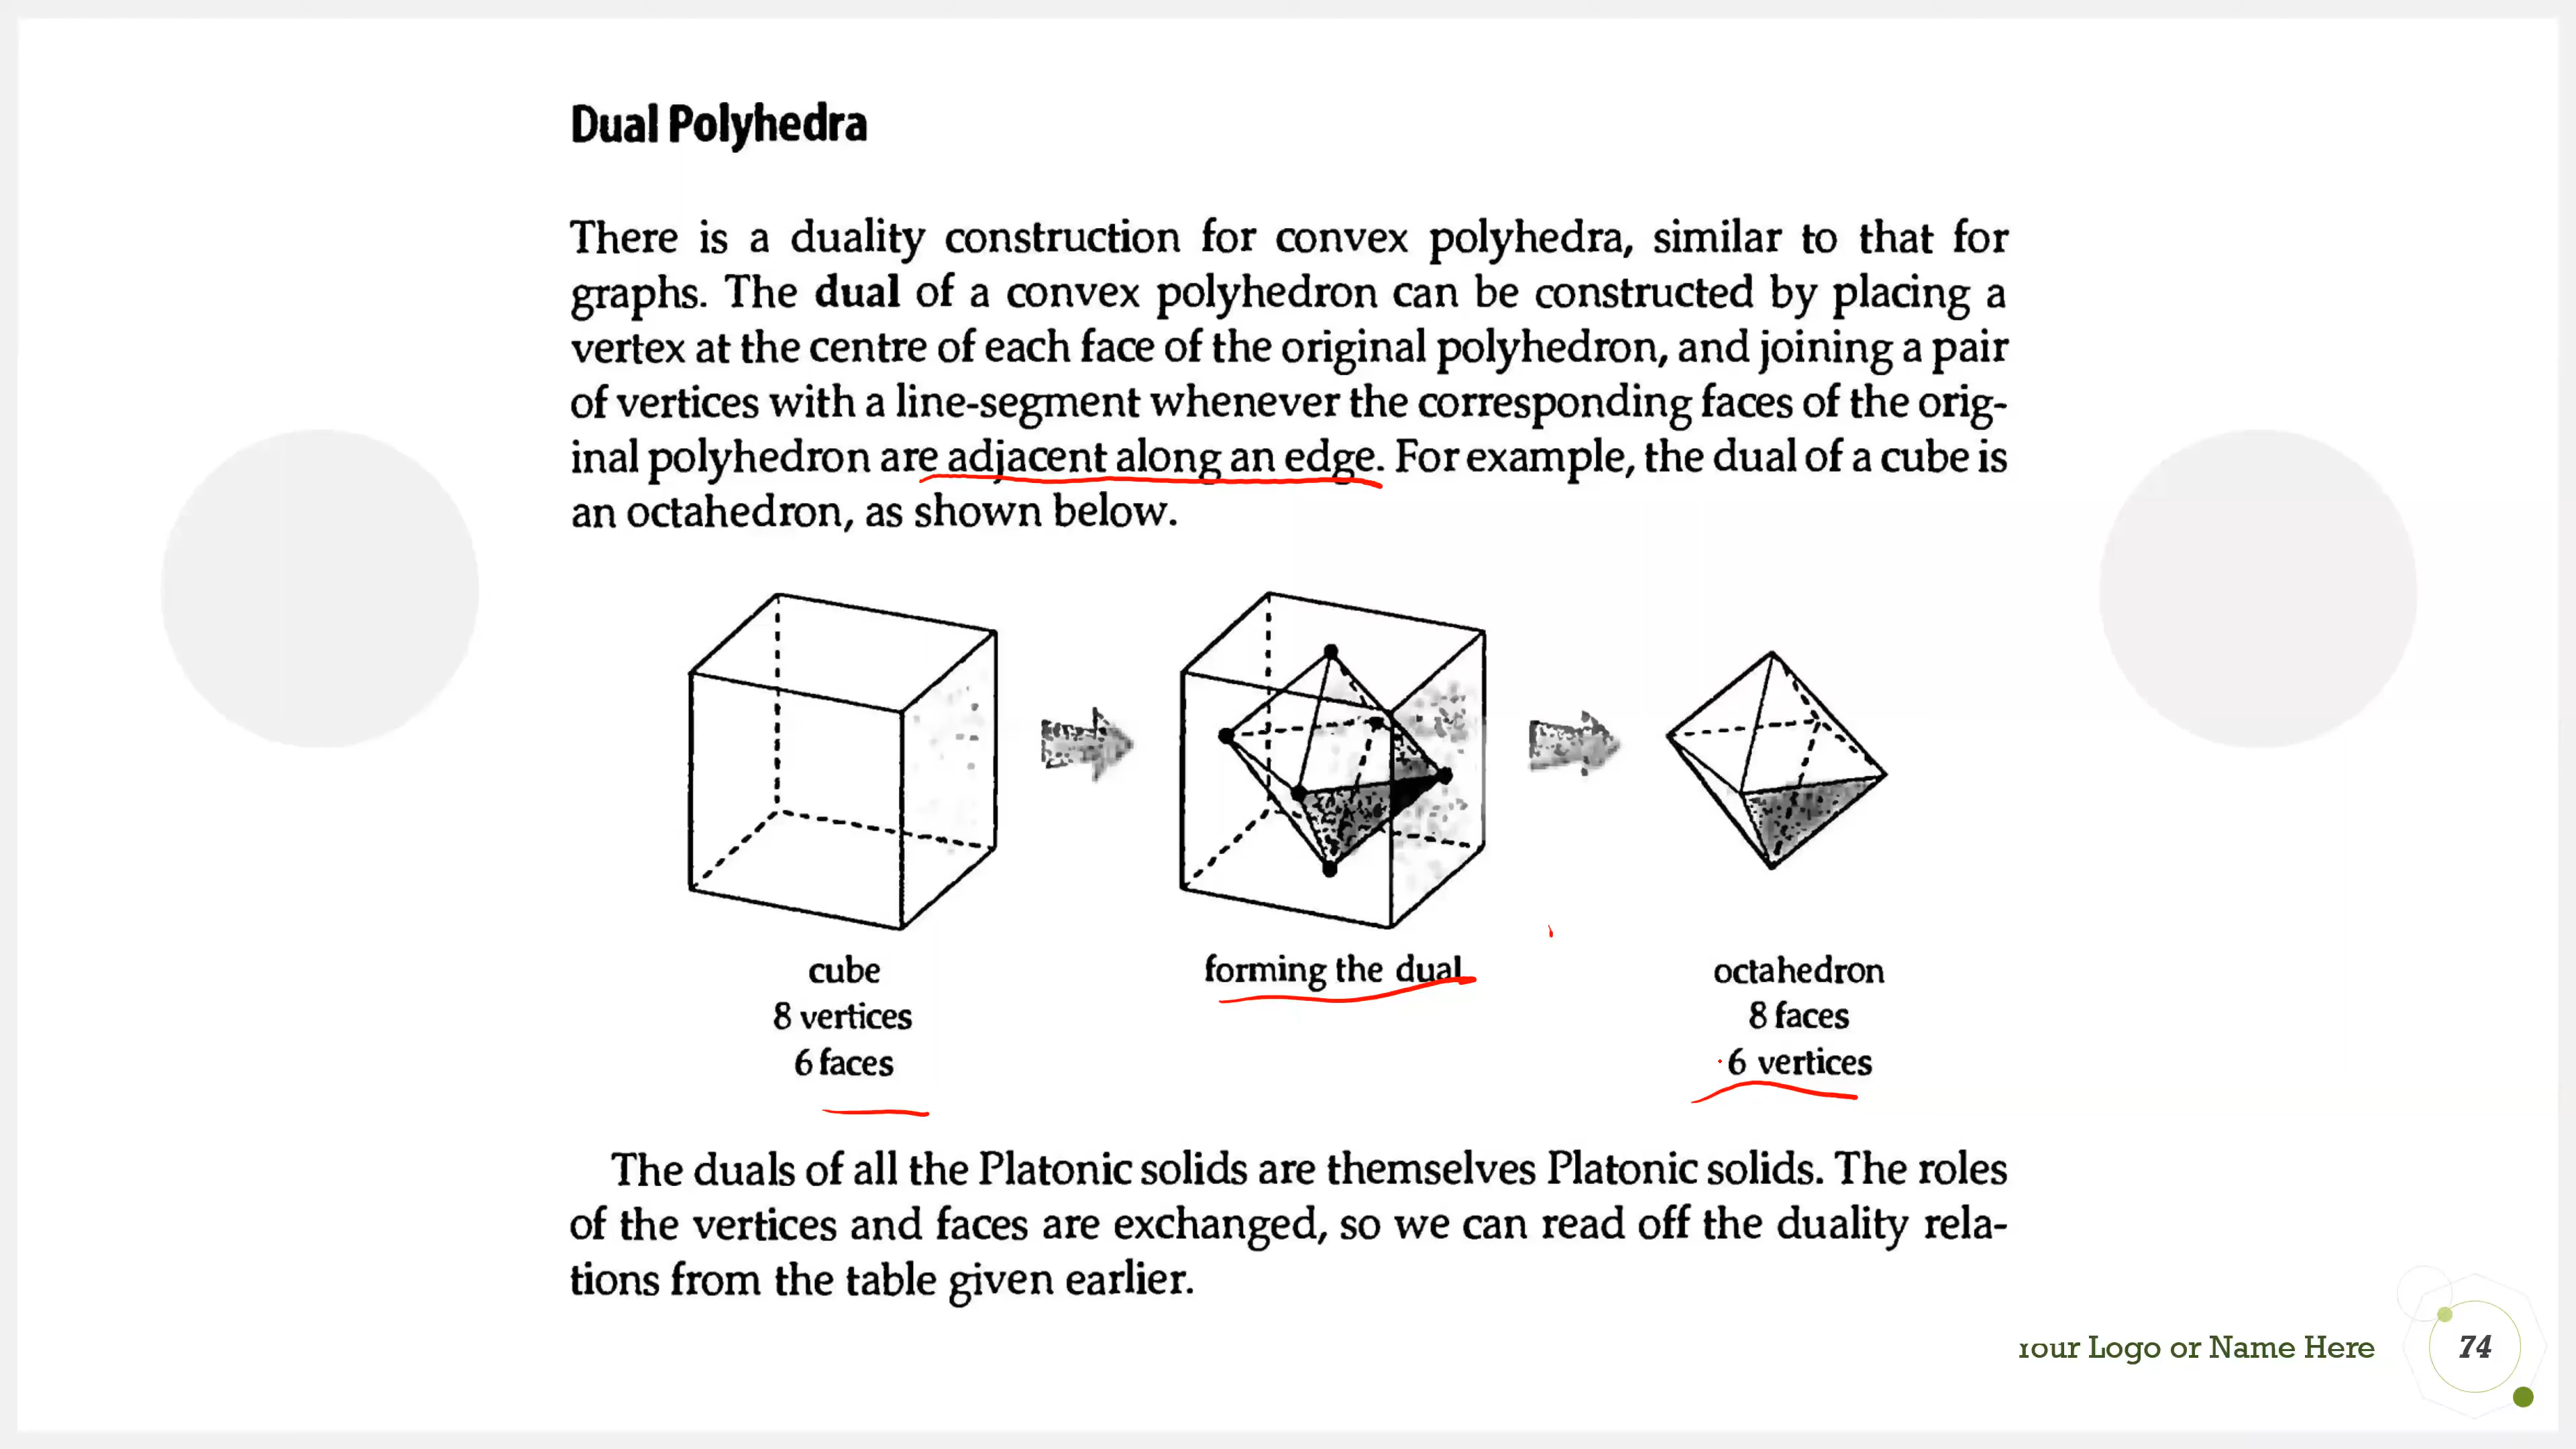 Dual Polyhedra
There is a duality construction for convex polyhedra, similar to that for
graphs. The dual of a convex polyhedron can be constructed by placing a
vertex at the centre of each face of the original polyhedron, and joining a pair
of vertices with a line-segment whenever the corresponding faces of the orig-
inal polyhedron are adjacent along an edge. For example, the dual of a cube is
an octahedron, as shown below.
cube
8 vertices
6 faces
forming the dual
octahedron
8 faces
6 vertices
The duals of all the Platonic solids are themselves Platonic solids. The roles
of the vertices and faces are exchanged, so we can read off the duality rela-
tions from the table given earlier.
Your Logo or Name Here
74